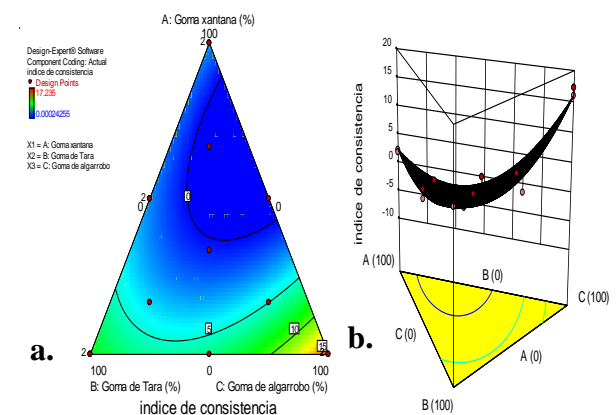 A: Goma xantana (%)
100
2
Design-Expert® Software
Component Coding: Actual
indice de consistencia
Design Points
17.235
0.00024255
X1 = A: Goma xantana
X2 = B: Goma de Tara
X3 = C: Goma de algarrobo
2
0
0
0
5
10
15
2
2
a.
100
0
100
B: Goma de Tara (%)
C: Goma de algarrobo (%)
indice de consistencia
20
15
10
5
0
-5
-10
indice de consistencia
A (100)
B (0)
C (100)
C (0)
A (0)
B (100)
b.